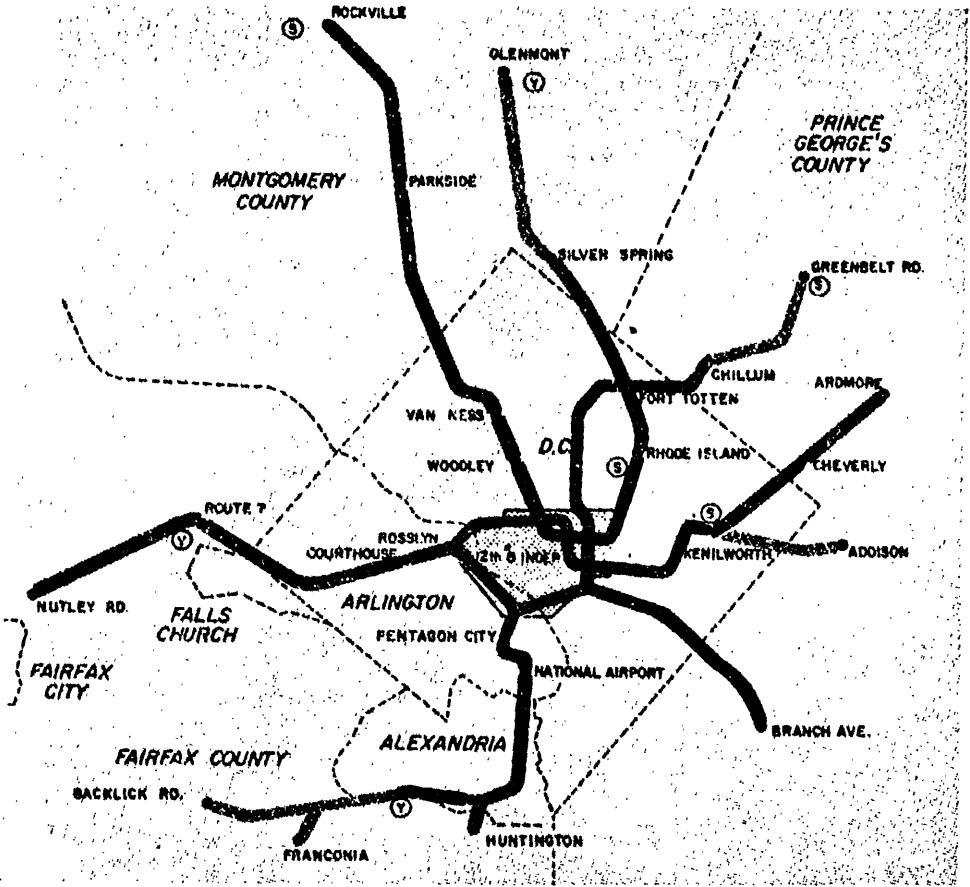 ROCKVILLE
S
GLENMONT
Y
PRINCE
GEORGE'S
COUNTY
MONTGOMERY
COUNTY
PARKSIDE
SILVER SPRING
GREENBELT RD.
S
CHILLUM
ARDMORE
FORT TOTTEN
VAN NESS
D.C.
RHODE ISLAND
WOODLEY
S
CHEVERLY
S
ROUTE 7
Y
ROSSLYN
COURTHOUSE
12th & INDEP
KENILWORTH
ADDISON
NUTLEY RD.
FALLS
CHURCH
ARLINGTON
PENTAGON CITY
FAIRFAX
CITY
NATIONAL AIRPORT
BRANCH AVE.
FAIRFAX COUNTY
ALEXANDRIA
BACKLICK RD.
Y
FRANCONIA
HUNTINGTON